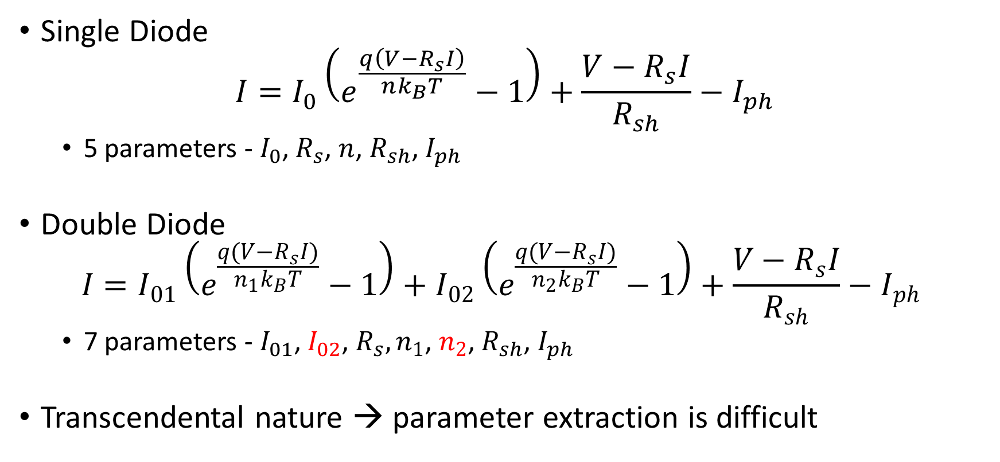 • Single Diode
$I = I_0 \left( e^{\frac{q(V-R_sI)}{nk_BT}} - 1 \right) + \frac{V - R_sI}{R_{sh}} - I_{ph}$
• 5 parameters - $I_0$, $R_s$, $n$, $R_{sh}$, $I_{ph}$
• Double Diode
$I = I_{01} \left( e^{\frac{q(V-R_sI)}{n_1k_BT}} - 1 \right) + I_{02} \left( e^{\frac{q(V-R_sI)}{n_2k_BT}} - 1 \right) + \frac{V - R_sI}{R_{sh}} - I_{ph}$
• 7 parameters - $I_{01}$, $I_{02}$, $R_s$, $n_1$, $n_2$, $R_{sh}$, $I_{ph}$
• Transcendental nature → parameter extraction is difficult